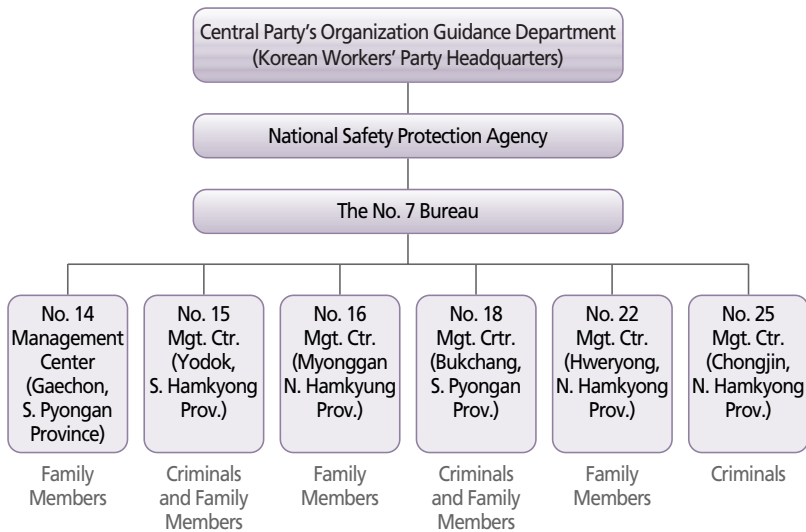 Central Party's Organization Guidance Department
(Korean Workers' Party Headquarters)
National Safety Protection Agency
The No. 7 Bureau
No. 14
Management
Center
(Gaechon,
S. Pyongan
Province)
Family
Members
No. 15
Mgt. Ctr.
(Yodok,
S. Hamkyong
Prov.)
Criminals
and Family
Members
No. 16
Mgt. Ctr.
(Myonggan
N. Hamkyung
Prov.)
Family
Members
No. 18
Mgt. Crtr.
(Bukchang,
S. Pyongan
Prov.)
Criminals
and Family
Members
No. 22
Mgt. Ctr.
(Hweryong,
N. Hamkyong
Prov.)
Family
Members
No. 25
Mgt. Ctr.
(Chongjin,
N. Hamkyong
Prov.)
Criminals